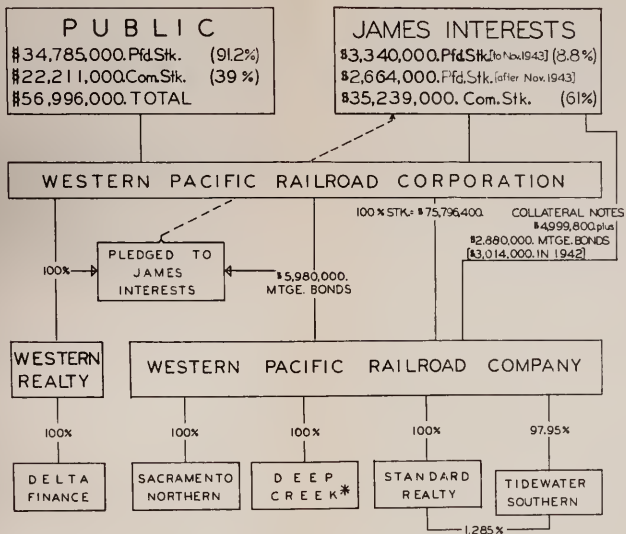 PUBLIC
$34,785,000. Pfd.Stk. (91.2%)
$22,211,000. Com.Stk. (39 %)
$56,996,000. TOTAL
JAMES INTERESTS
$3,340,000. Pfd.Stk.[to Nov.1943] (8.8%)
$2,664,000. Pfd.Stk. [after Nov. 1943]
$35,239,000. Com. Stk. (61%)
WESTERN PACIFIC RAILROAD CORPORATION
100% STK.= $75,796,400.
COLLATERAL NOTES
$4,999,800. plus
$2.880,000. MTGE. BONDS
[$3,014,000. IN 1942]
PLEDGED TO
JAMES
INTERESTS
100%
$5,980,000.
MTGE. BONDS
WESTERN
REALTY
WESTERN PACIFIC RAILROAD COMPANY
100%
100%
100%
100%
97.95%
DELTA
FINANCE
SACRAMENTO
NORTHERN
DEEP
CREEK*
STANDARD
REALTY
TIDEWATER
SOUTHERN
1.285%